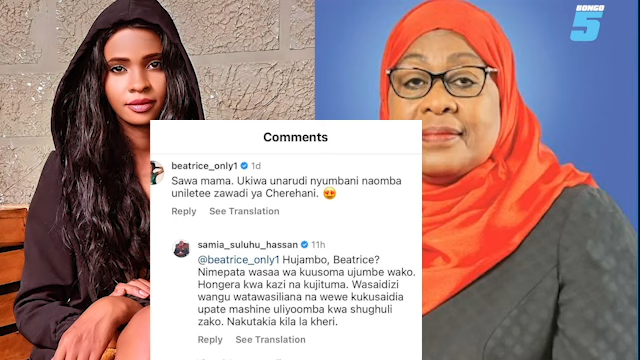 BONGO
5
Comments
beatrice_only1 1d
Sawa mama. Ukiwa unarudi nyumbani naomba
uniletee zawadi ya Cherehani. 😍
Reply See Translation
samia_suluhu_hassan 11h
@beatrice_only1 Hujambo, Beatrice?
Nimepata wasaa wa kuusoma ujumbe wako.
Hongera kwa kazi na kujituma. Wasaidizi
wangu watawasiliana na wewe kukusaidia
upate mashine uliyoomba kwa shughuli
zako. Nakutakia kila la kheri.
Reply See Translation